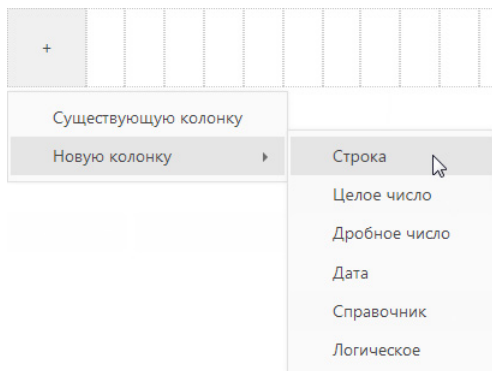 +
Существующую колонку
Новую колонку
Строка
Целое число
Дробное число
Дата
Справочник
Логическое